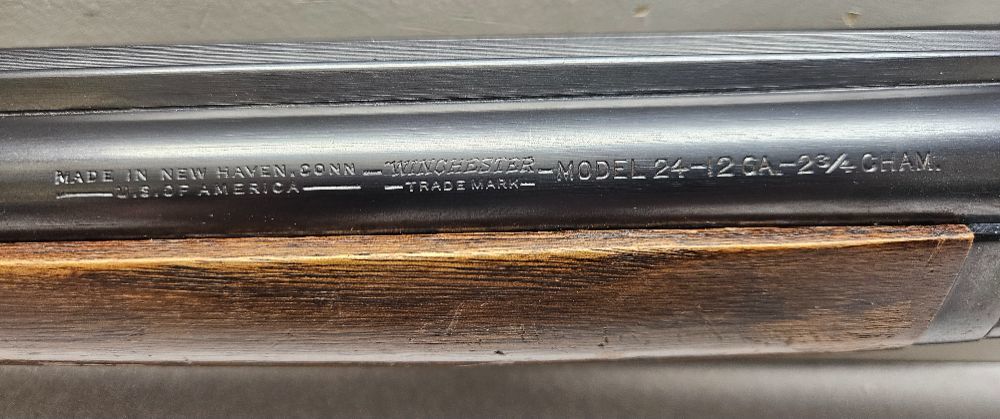 MADE IN NEW HAVEN, CONN – WINCHESTER – MODEL 24–12 GA.–2¾ CHAM.
U.S. OF AMERICA – TRADE MARK –